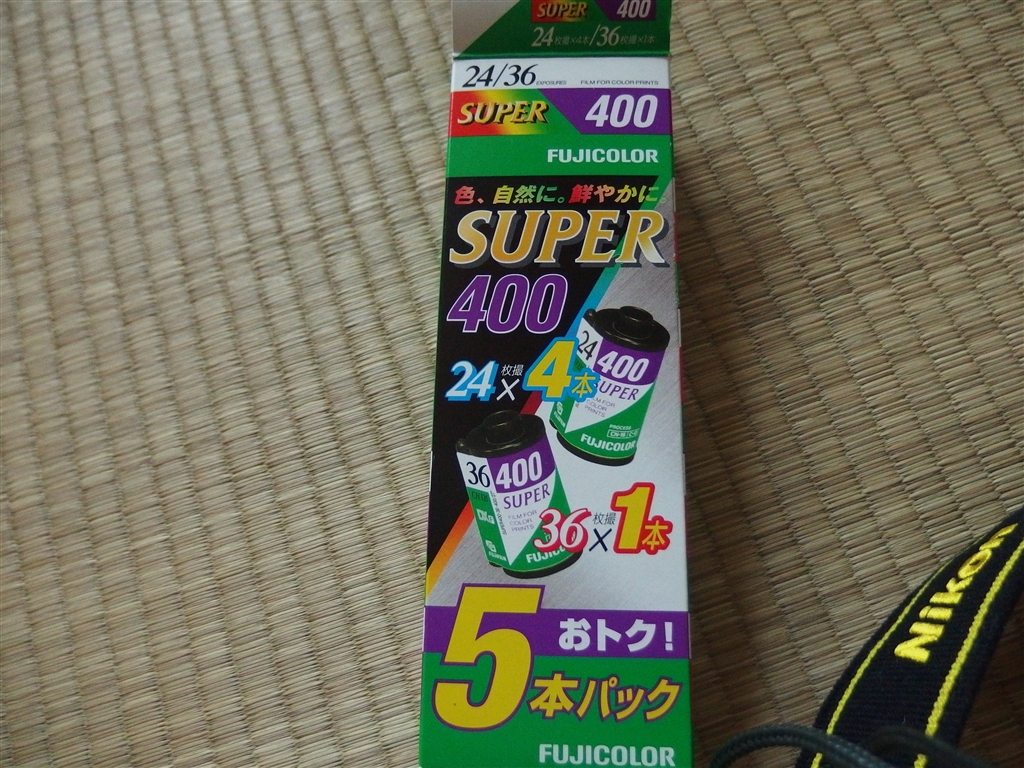 SUPER 400
24枚撮×4本/36枚撮×1本
24/36 EXPOSURES FILM FOR COLOR PRINTS
SUPER 400
FUJICOLOR
色、自然に。鮮やかに
SUPER
400
24枚撮×4本
24
400
SUPER
FILM FOR
COLOR
PRINTS
PROCESS
FUJICOLOR
36
400
SUPER
FILM FOR
COLOR
PRINTS
36枚撮×1本
おトク!
5本パック
FUJICOLOR
Nikon